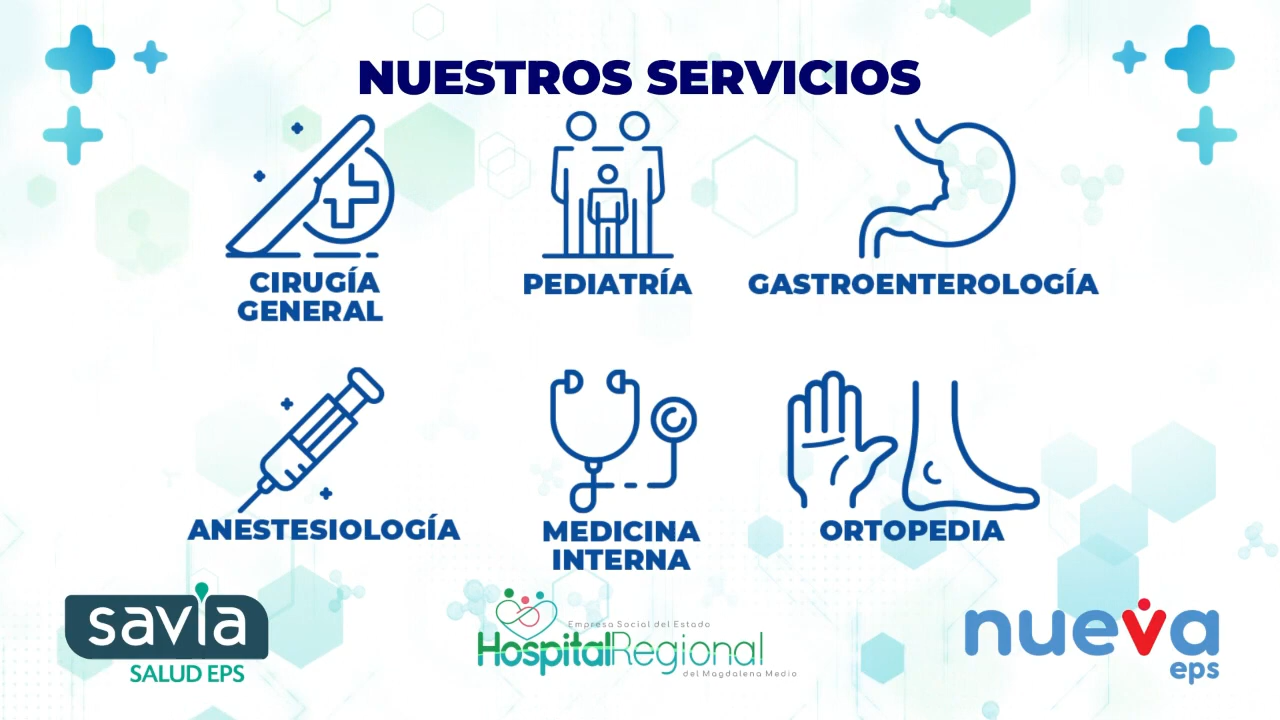 NUESTROS SERVICIOS
CIRUGÍA
GENERAL
PEDIATRÍA
GASTROENTEROLOGÍA
ANESTESIOLOGÍA
MEDICINA
INTERNA
ORTOPEDIA
savia
SALUD EPS
Empresa Social del Estado
HospitalRegional
del Magdalena Medio
nueva
eps